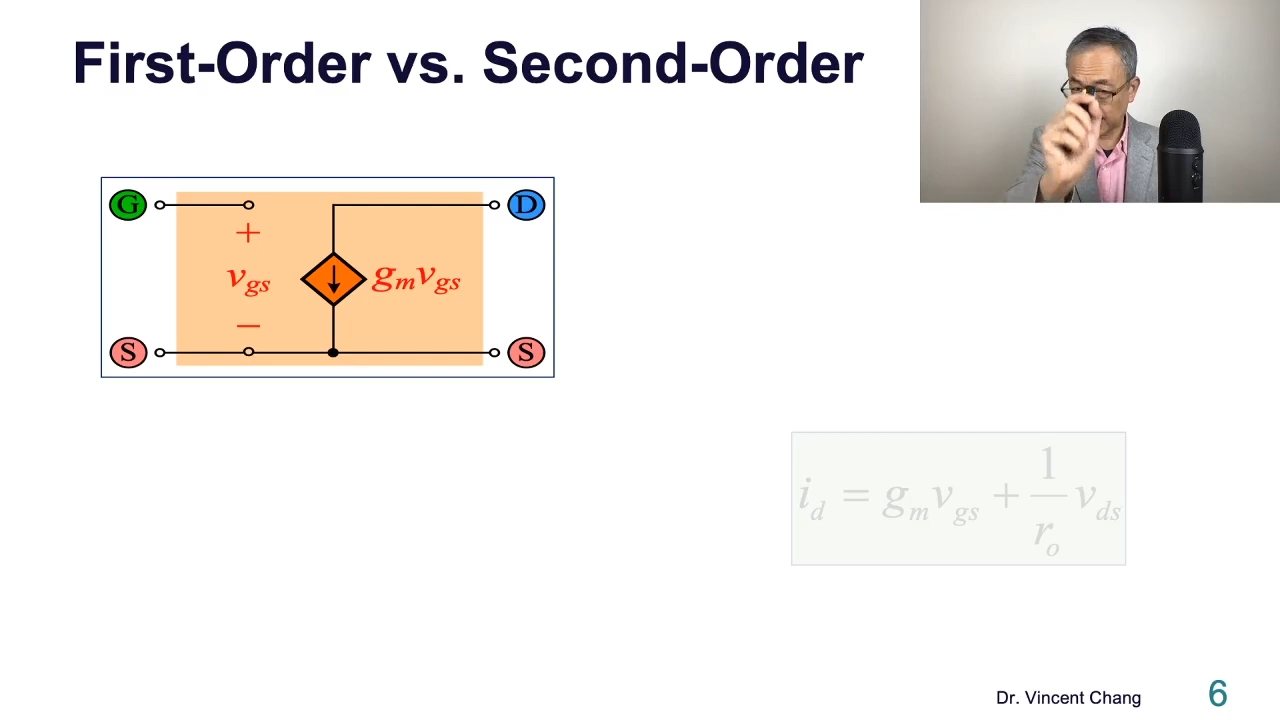 First-Order vs. Second-Order
G D
+
v_gs g_m v_gs
−
S S
i_d = g_m v_gs + 1/r_o v_ds
Dr. Vincent Chang 6